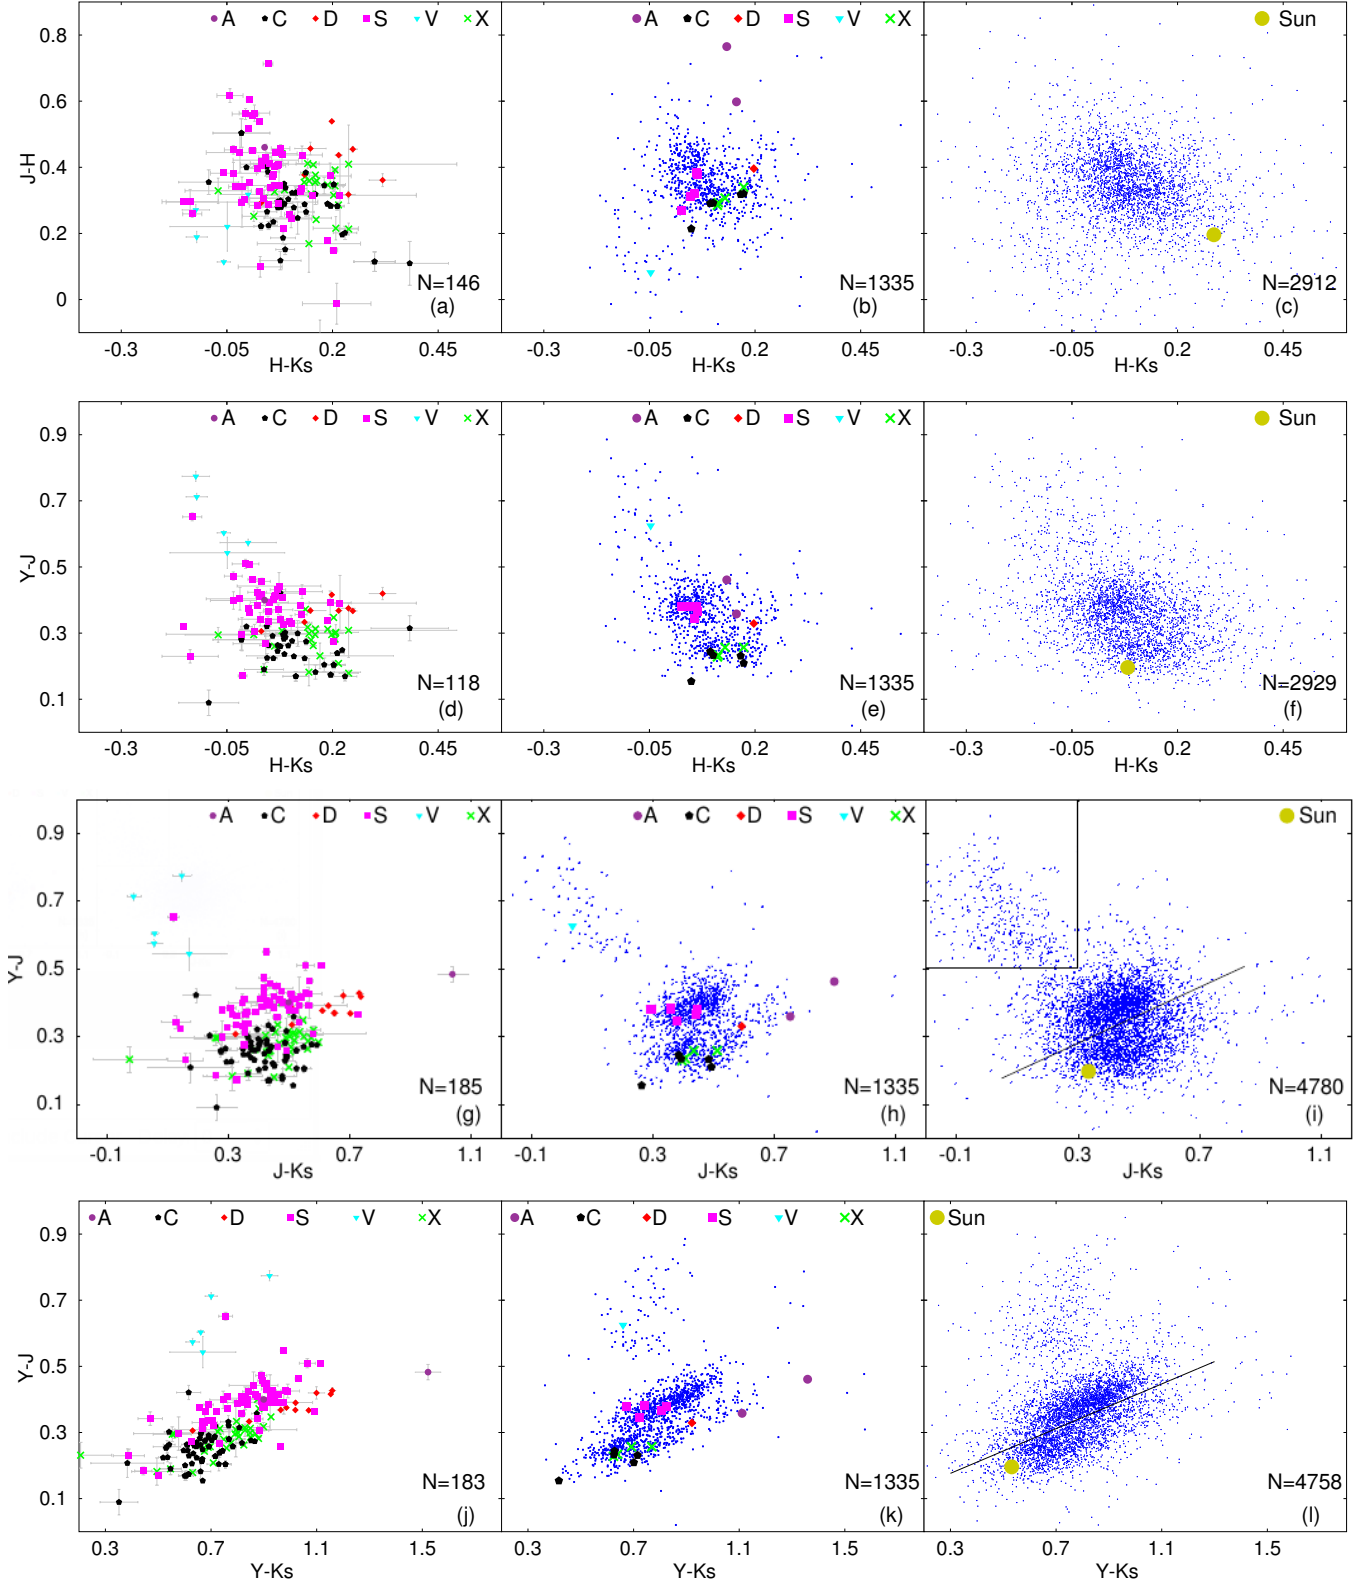 A C D S V X
A C D S V X
Sun
0.8
0.6
0.4
0.2
0
J-H
N=146
(a)
N=1335
(b)
N=2912
(c)
-0.3 -0.05 0.2 0.45
-0.3 -0.05 0.2 0.45
-0.3 -0.05 0.2 0.45
H-Ks
H-Ks
H-Ks
A C D S V X
A C D S V X
Sun
0.9
0.7
0.5
0.3
0.1
Y-J
N=118
(d)
N=1335
(e)
N=2929
(f)
-0.3 -0.05 0.2 0.45
-0.3 -0.05 0.2 0.45
-0.3 -0.05 0.2 0.45
H-Ks
H-Ks
H-Ks
A C D S V X
A C D S V X
Sun
0.9
0.7
0.5
0.3
0.1
Y-J
N=185
(g)
N=1335
(h)
N=4780
(i)
-0.1 0.3 0.7 1.1
-0.1 0.3 0.7 1.1
-0.1 0.3 0.7 1.1
J-Ks
J-Ks
J-Ks
A C D S V X
A C D S V X
Sun
0.9
0.7
0.5
0.3
0.1
Y-J
N=183
(j)
N=1335
(k)
N=4758
(l)
0.3 0.7 1.1 1.5
0.3 0.7 1.1 1.5
0.3 0.7 1.1 1.5
Y-Ks
Y-Ks
Y-Ks